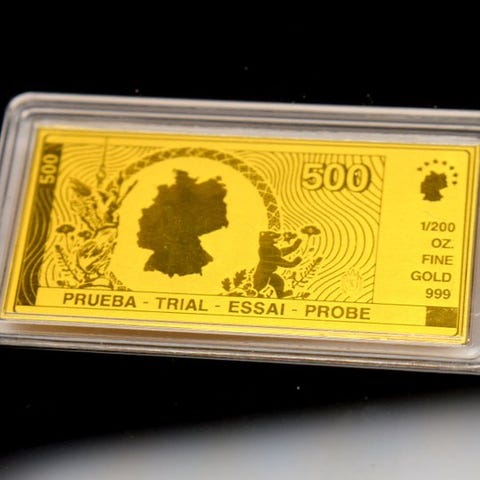 500
500
PRUEBA - TRIAL - ESSAI - PROBE
1/200
OZ.
FINE
GOLD
999